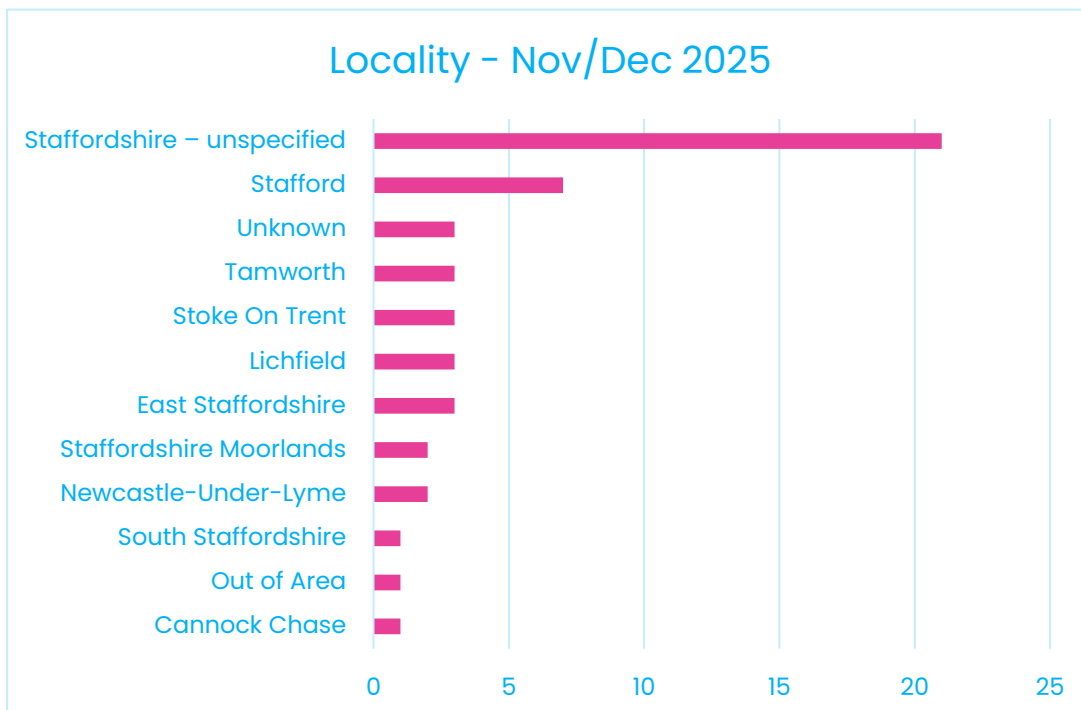 Locality - Nov/Dec 2025
Staffordshire – unspecified
Stafford
Unknown
Tamworth
Stoke On Trent
Lichfield
East Staffordshire
Staffordshire Moorlands
Newcastle-Under-Lyme
South Staffordshire
Out of Area
Cannock Chase
0 5 10 15 20 25